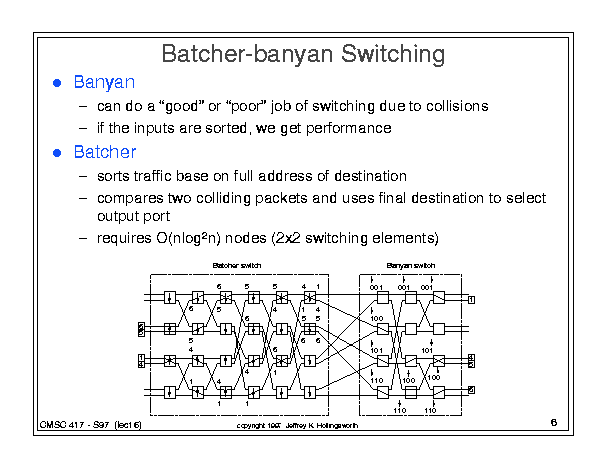 Batcher-banyan Switching
Banyan
– can do a “good” or “poor” job of switching due to collisions
– if the inputs are sorted, we get performance
Batcher
– sorts traffic base on full address of destination
– compares two colliding packets and uses final destination to select
output port
– requires O(nlog²n) nodes (2x2 switching elements)
Batcher switch
Banyan switch
6 5 5 4 1
001 001 001
6 5 4 1 4
1
6 5 5
100
5 6 6
4 6
101 101
4 1
1 4
110 100 100
1 1
110 110
6
CMSC 417 - S97 (lect 6)
copyright 1997 Jeffrey K. Hollingsworth
6